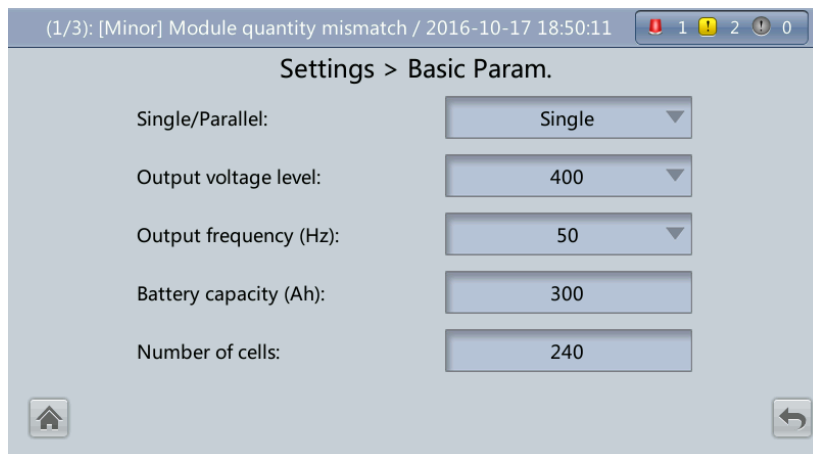 (1/3): [Minor] Module quantity mismatch / 2016-10-17 18:50:11 1 2 0
Settings > Basic Param.
Single/Parallel: Single
Output voltage level: 400
Output frequency (Hz): 50
Battery capacity (Ah): 300
Number of cells: 240